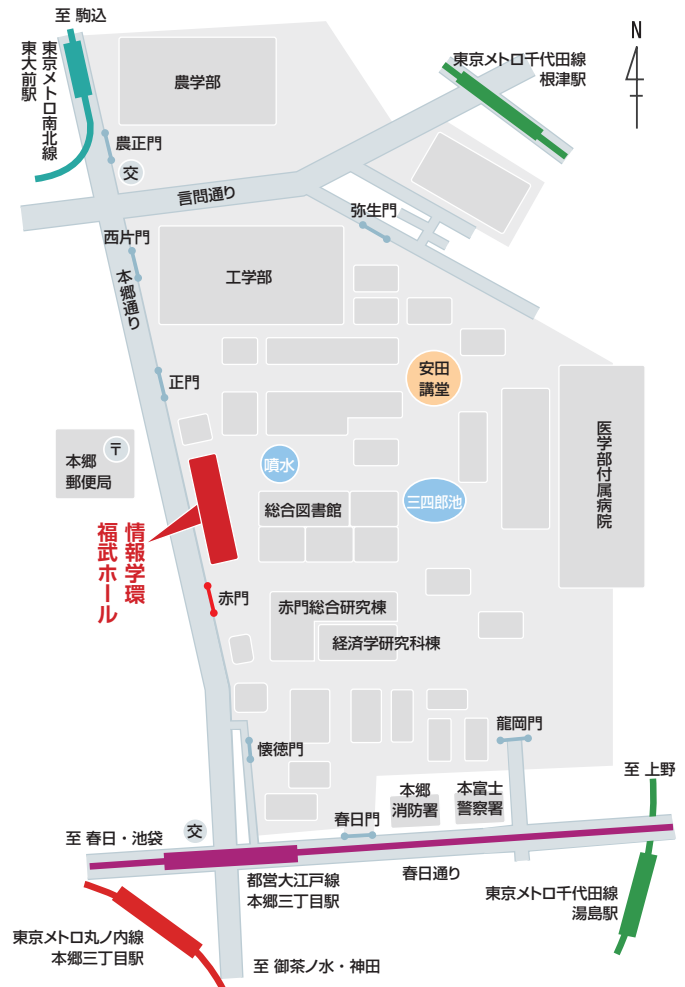 至 駒込
東京メトロ南北線
東大前駅
農学部
東京メトロ千代田線
根津駅
N
農正門
交
言問通り
弥生門
西片門
本郷通り
工学部
正門
安田
講堂
〒
本郷
郵便局
噴水
医学部付属病院
総合図書館
三四郎池
情報学環
福武ホール
赤門
赤門総合研究棟
経済学研究科棟
龍岡門
懐徳門
至 上野
本郷
消防署
本富士
警察署
春日門
交
至 春日・池袋
春日通り
都営大江戸線
本郷三丁目駅
東京メトロ千代田線
湯島駅
東京メトロ丸ノ内線
本郷三丁目駅
至 御茶ノ水・神田